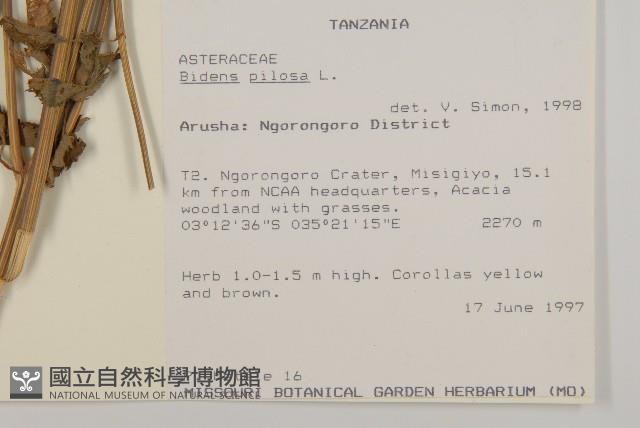 TANZANIA
ASTERACEAE
Bidens pilosa L.
det. V. Simon, 1998
Arusha: Ngorongoro District
T2. Ngorongoro Crater, Misigiyo, 15.1
km from NCAA headquarters, Acacia
woodland with grasses.
03°12'36"S 035°21'15"E 2270 m
Herb 1.0-1.5 m high. Corollas yellow
and brown.
17 June 1997
16
MISSOURI BOTANICAL GARDEN HERBARIUM (MO)
國立自然科學博物館
NATIONAL MUSEUM OF NATURAL SCIENCE